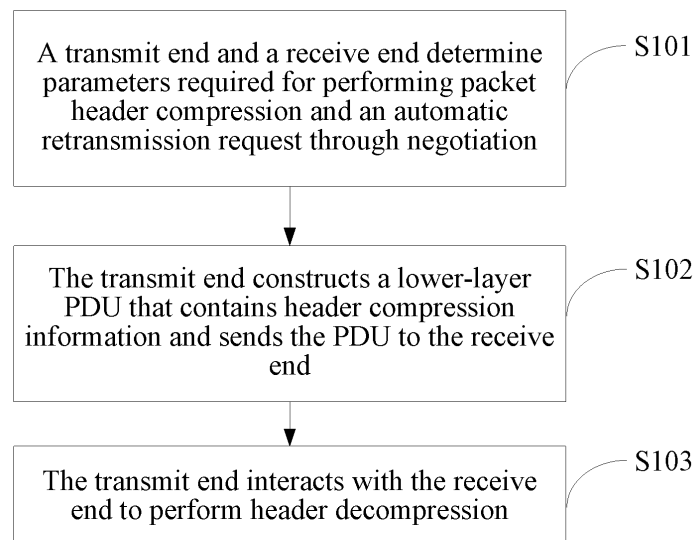 A transmit end and a receive end determine
parameters required for performing packet
header compression and an automatic
retransmission request through negotiation
S101
The transmit end constructs a lower-layer
PDU that contains header compression
information and sends the PDU to the receive
end
S102
The transmit end interacts with the receive
end to perform header decompression
S103